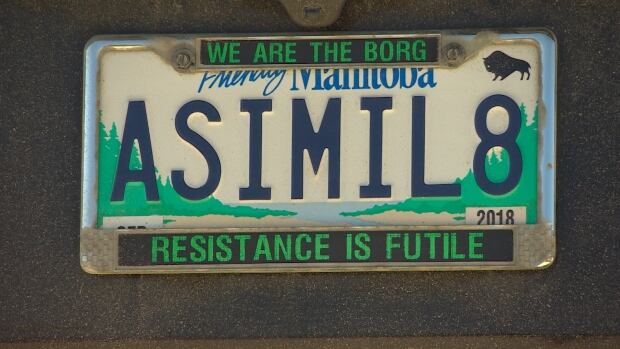 WE ARE THE BORG
Friendly Manitoba
ASIMIL8
2018
RESISTANCE IS FUTILE